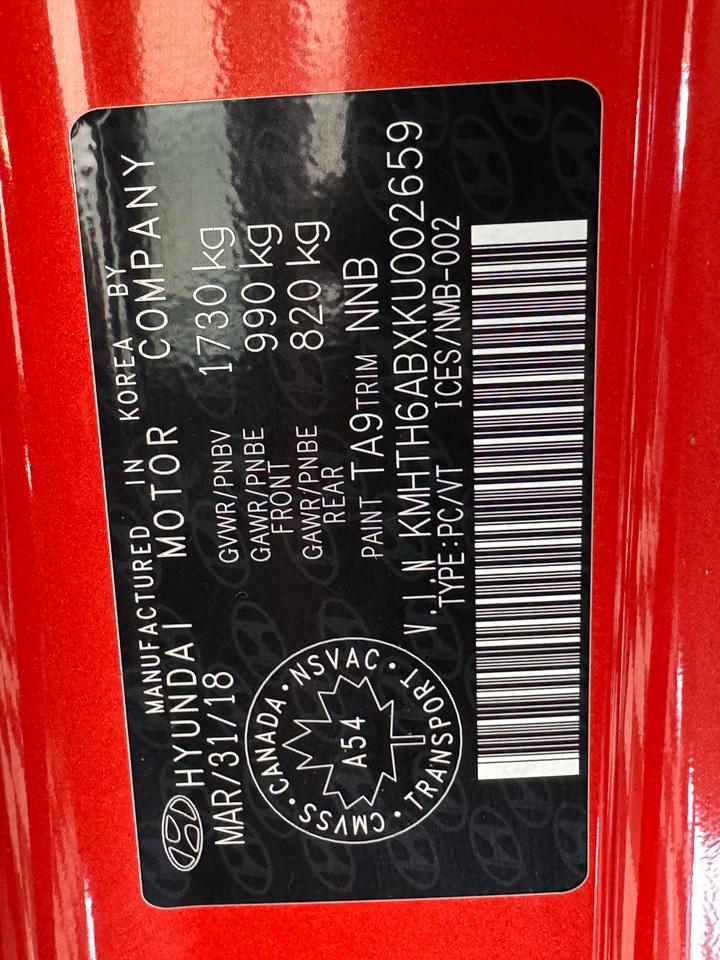 MANUFACTURED IN KOREA BY
HYUNDAI MOTOR COMPANY
MAR/31/18
GVWR/PNBV 1730 kg
GAWR/PNBE FRONT 990 kg
GAWR/PNBE REAR 820 kg
PAINT TA9 TRIM NNB
V.I.N KMHTH6ABXKU002659
TYPE:PC/VT ICES/NMB-002
CANADA · NSVAC · TRANSPORT · CMVSS ·
A54